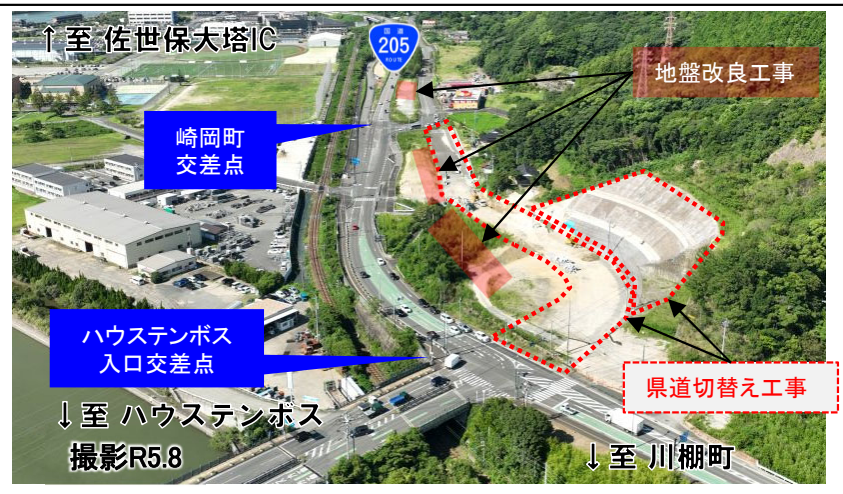 ↑至 佐世保大塔IC
国道
205
ROUTE
地盤改良工事
崎岡町
交差点
ハウステンボス
入口交差点
県道切替え工事
↓至 ハウステンボス
撮影R5.8
↓至 川棚町